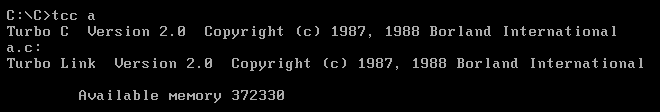 C:\C>tcc a
Turbo C  Version 2.0  Copyright (c) 1987, 1988 Borland International
a.c:
Turbo Link  Version 2.0  Copyright (c) 1987, 1988 Borland International
        Available memory 372330